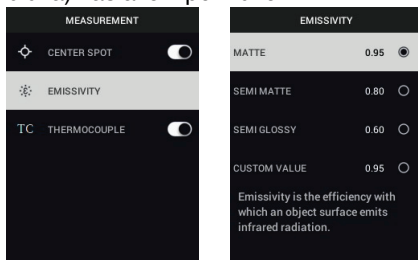 MEASUREMENT
CENTER SPOT
EMISSIVITY
TC THERMOCOUPLE
EMISSIVITY
MATTE 0.95
SEMI MATTE 0.80
SEMI GLOSSY 0.60
CUSTOM VALUE 0.95
Emissivity is the efficiency with
which an object surface emits
infrared radiation.